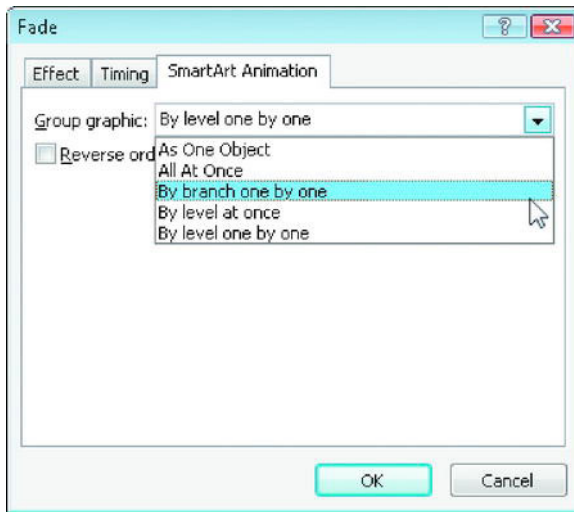 Fade
Effect Timing SmartArt Animation
Group graphic: By level one by one
Reverse ord
As One Object
All At Once
By branch one by one
By level at once
By level one by one
OK Cancel